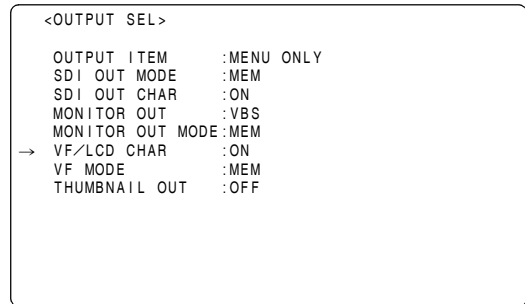 <OUTPUT SEL>
OUTPUT ITEM :MENU ONLY
SDI OUT MODE :MEM
SDI OUT CHAR :ON
MONITOR OUT :VBS
MONITOR OUT MODE:MEM
→ VF/LCD CHAR :ON
VF MODE :MEM
THUMBNAIL OUT :OFF